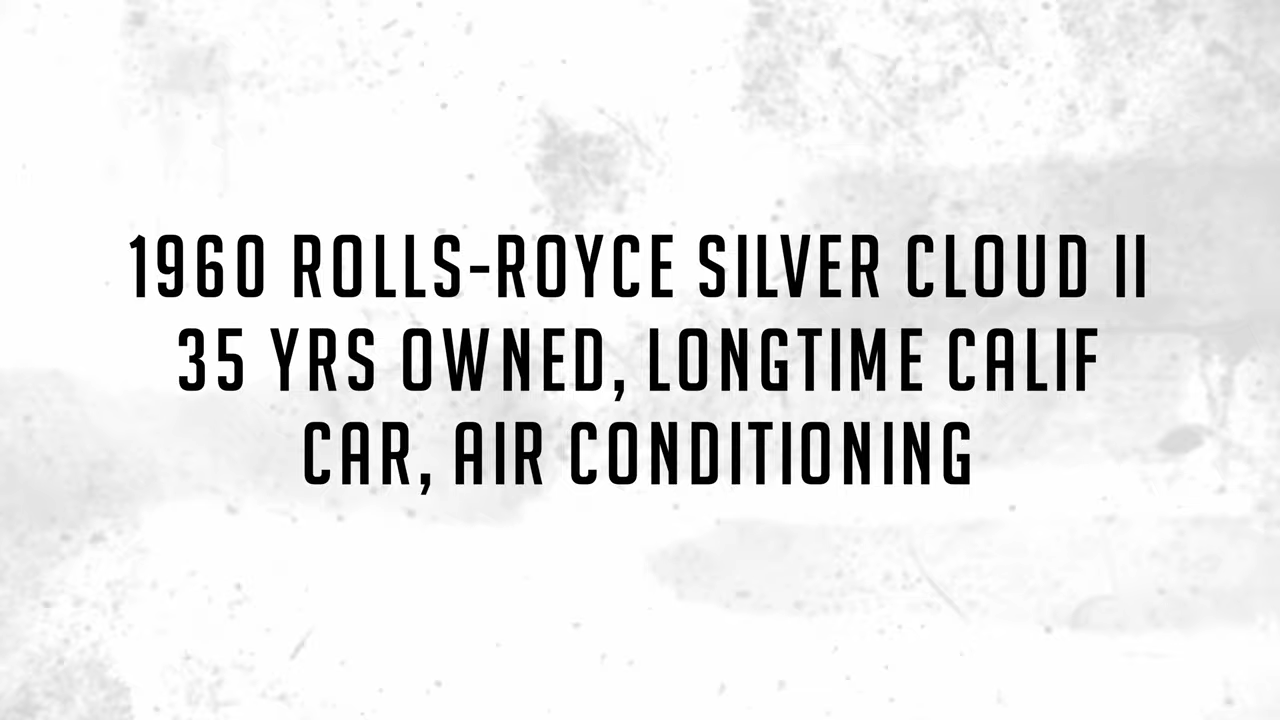 1960 ROLLS-ROYCE SILVER CLOUD II
35 YRS OWNED, LONGTIME CALIF
CAR, AIR CONDITIONING